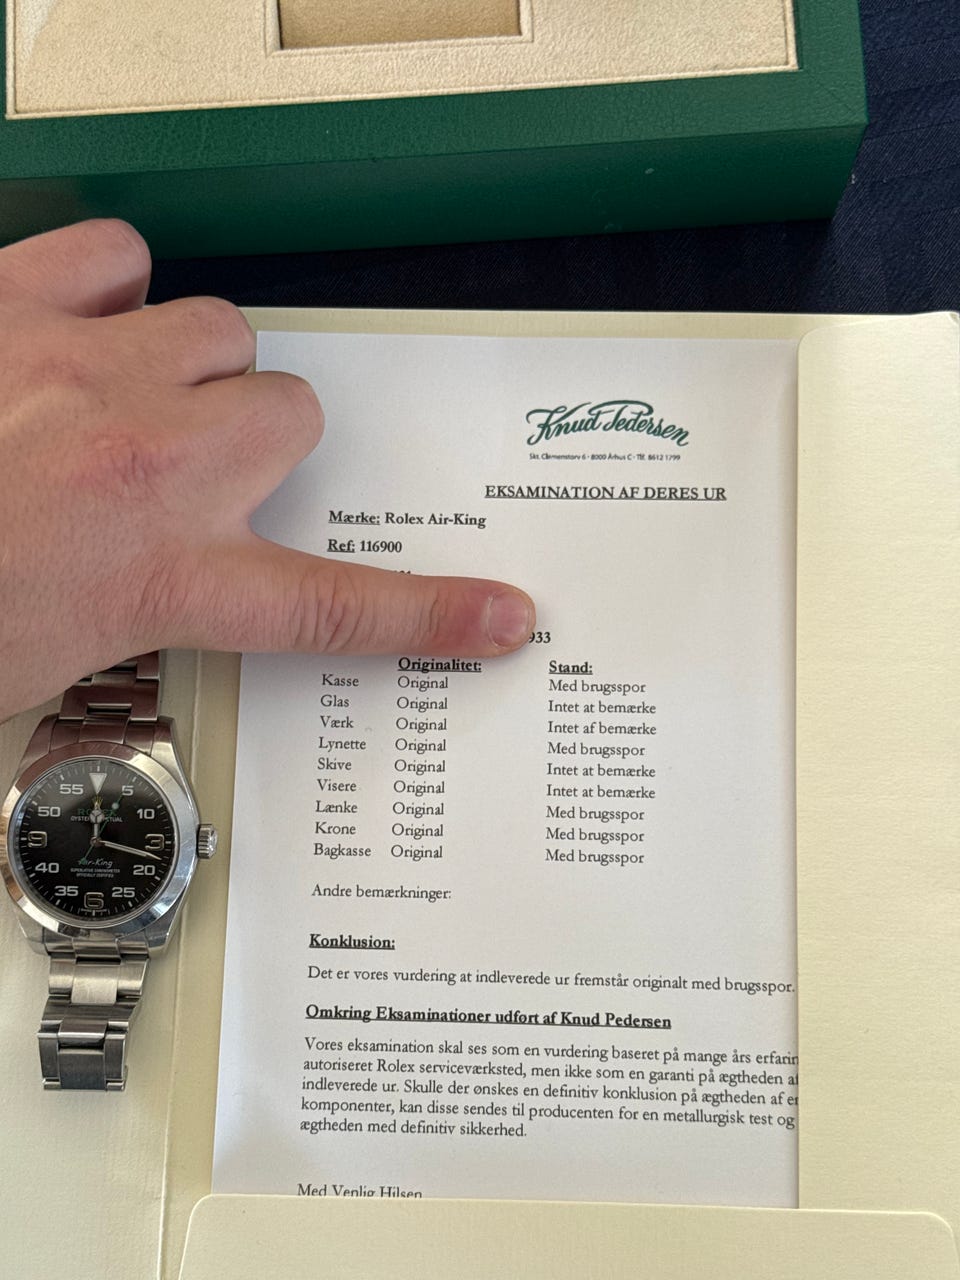 Knud Pedersen
Skt. Clemenstorv 6 - 8000 Århus C - Tlf. 8612 1799
EKSAMINATION AF DERES UR
Mærke: Rolex Air-King
Ref: 116900
933
Originalitet: Stand:
Kasse Original Med brugsspor
Glas Original Intet at bemærke
Værk Original Intet af bemærke
Lynette Original Med brugsspor
Skive Original Intet at bemærke
Visere Original Intet at bemærke
Lænke Original Med brugsspor
Krone Original Med brugsspor
Bagkasse Original Med brugsspor
Andre bemærkninger:
Konklusion:
Det er vores vurdering at indleverede ur fremstår originalt med brugsspor.
Omkring Eksaminationer udført af Knud Pedersen
Vores eksamination skal ses som en vurdering baseret på mange års erfarin
autoriseret Rolex serviceværksted, men ikke som en garanti på ægtheden af
indleverede ur. Skulle der ønskes en definitiv konklusion på ægtheden af er
komponenter, kan disse sendes til producenten for en metallurgisk test og
ægtheden med definitiv sikkerhed.
Med Venlig Hilsen
55 5
50 10
ROLEX
OYSTER PERPETUAL
9 3
Air-King
SUPERLATIVE CHRONOMETER
OFFICIALLY CERTIFIED
40 20
35 25
6